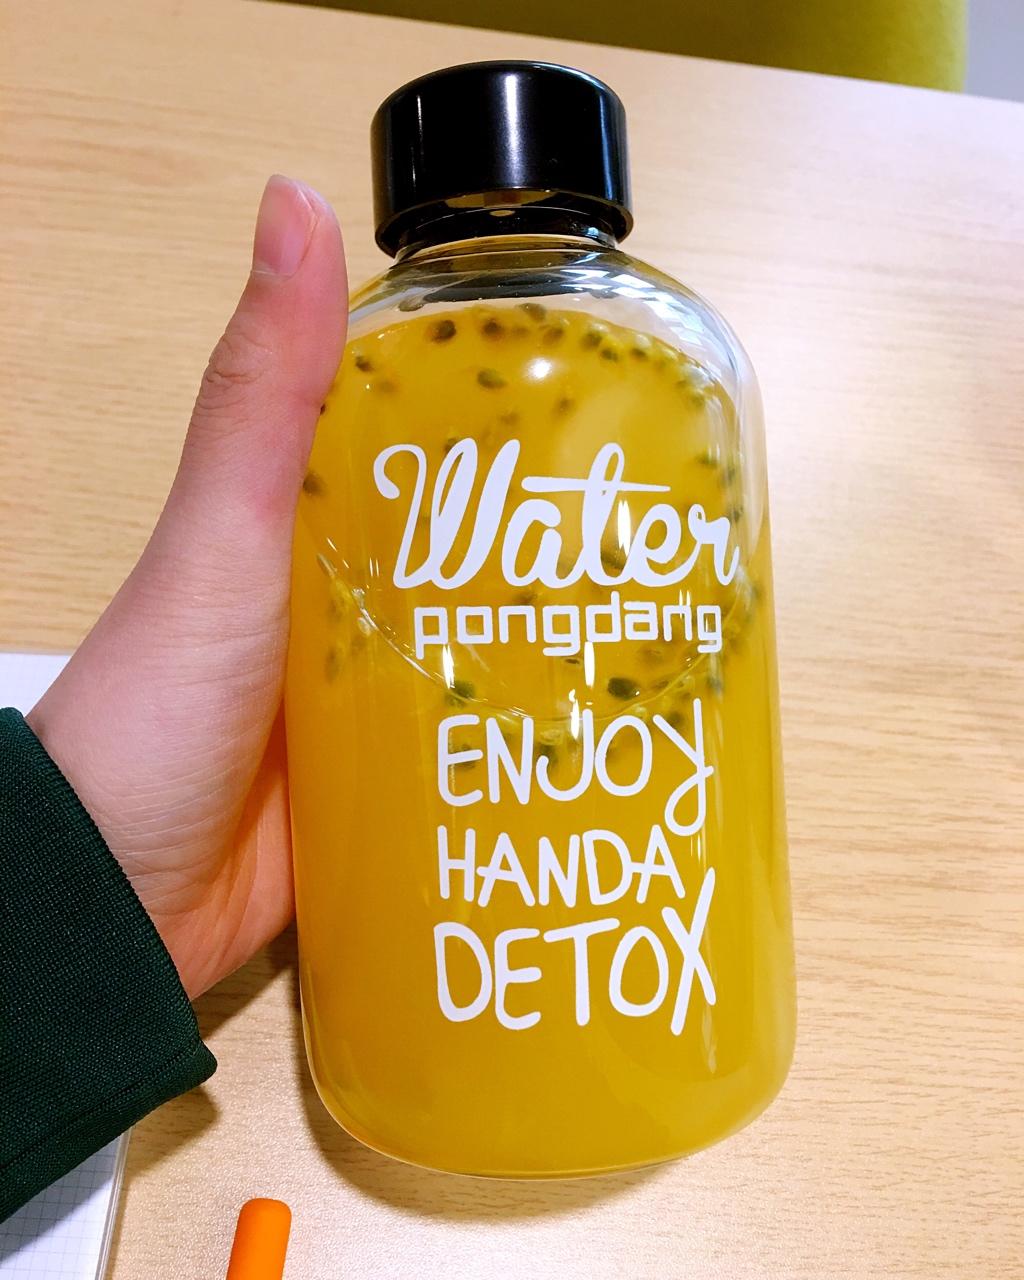 Water
pongdang
ENJOY
HANDA
DETOX